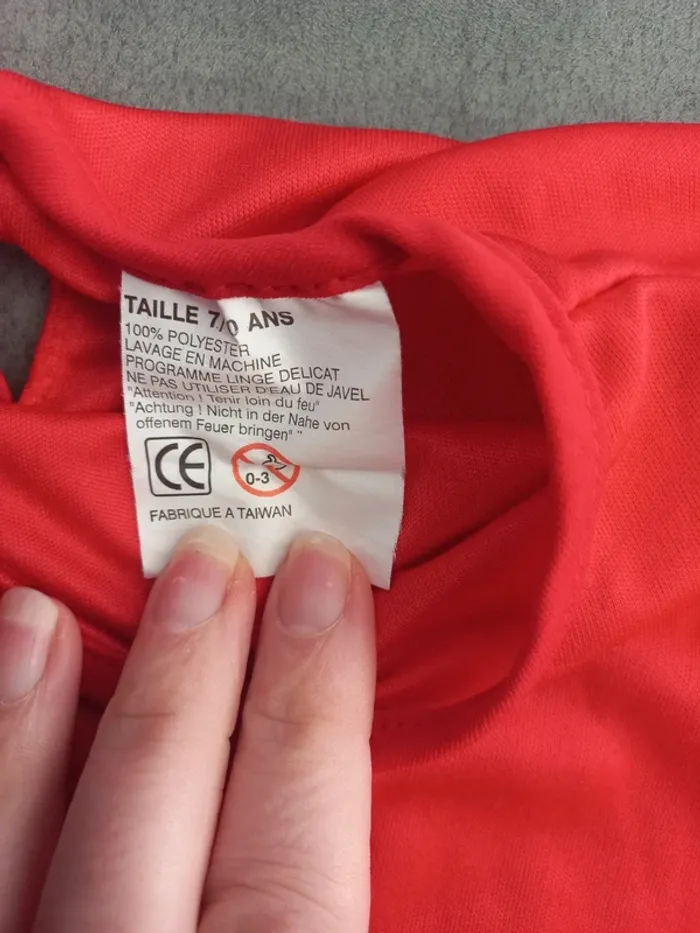 TAILLE 7/0 ANS
100% POLYESTER
LAVAGE EN MACHINE
PROGRAMME LINGE DELICAT
NE PAS UTILISER D'EAU DE JAVEL
"Attention ! Tenir loin du feu"
"Achtung ! Nicht in der Nahe von
offenem Feuer bringen" "
CE
0-3
FABRIQUE A TAIWAN